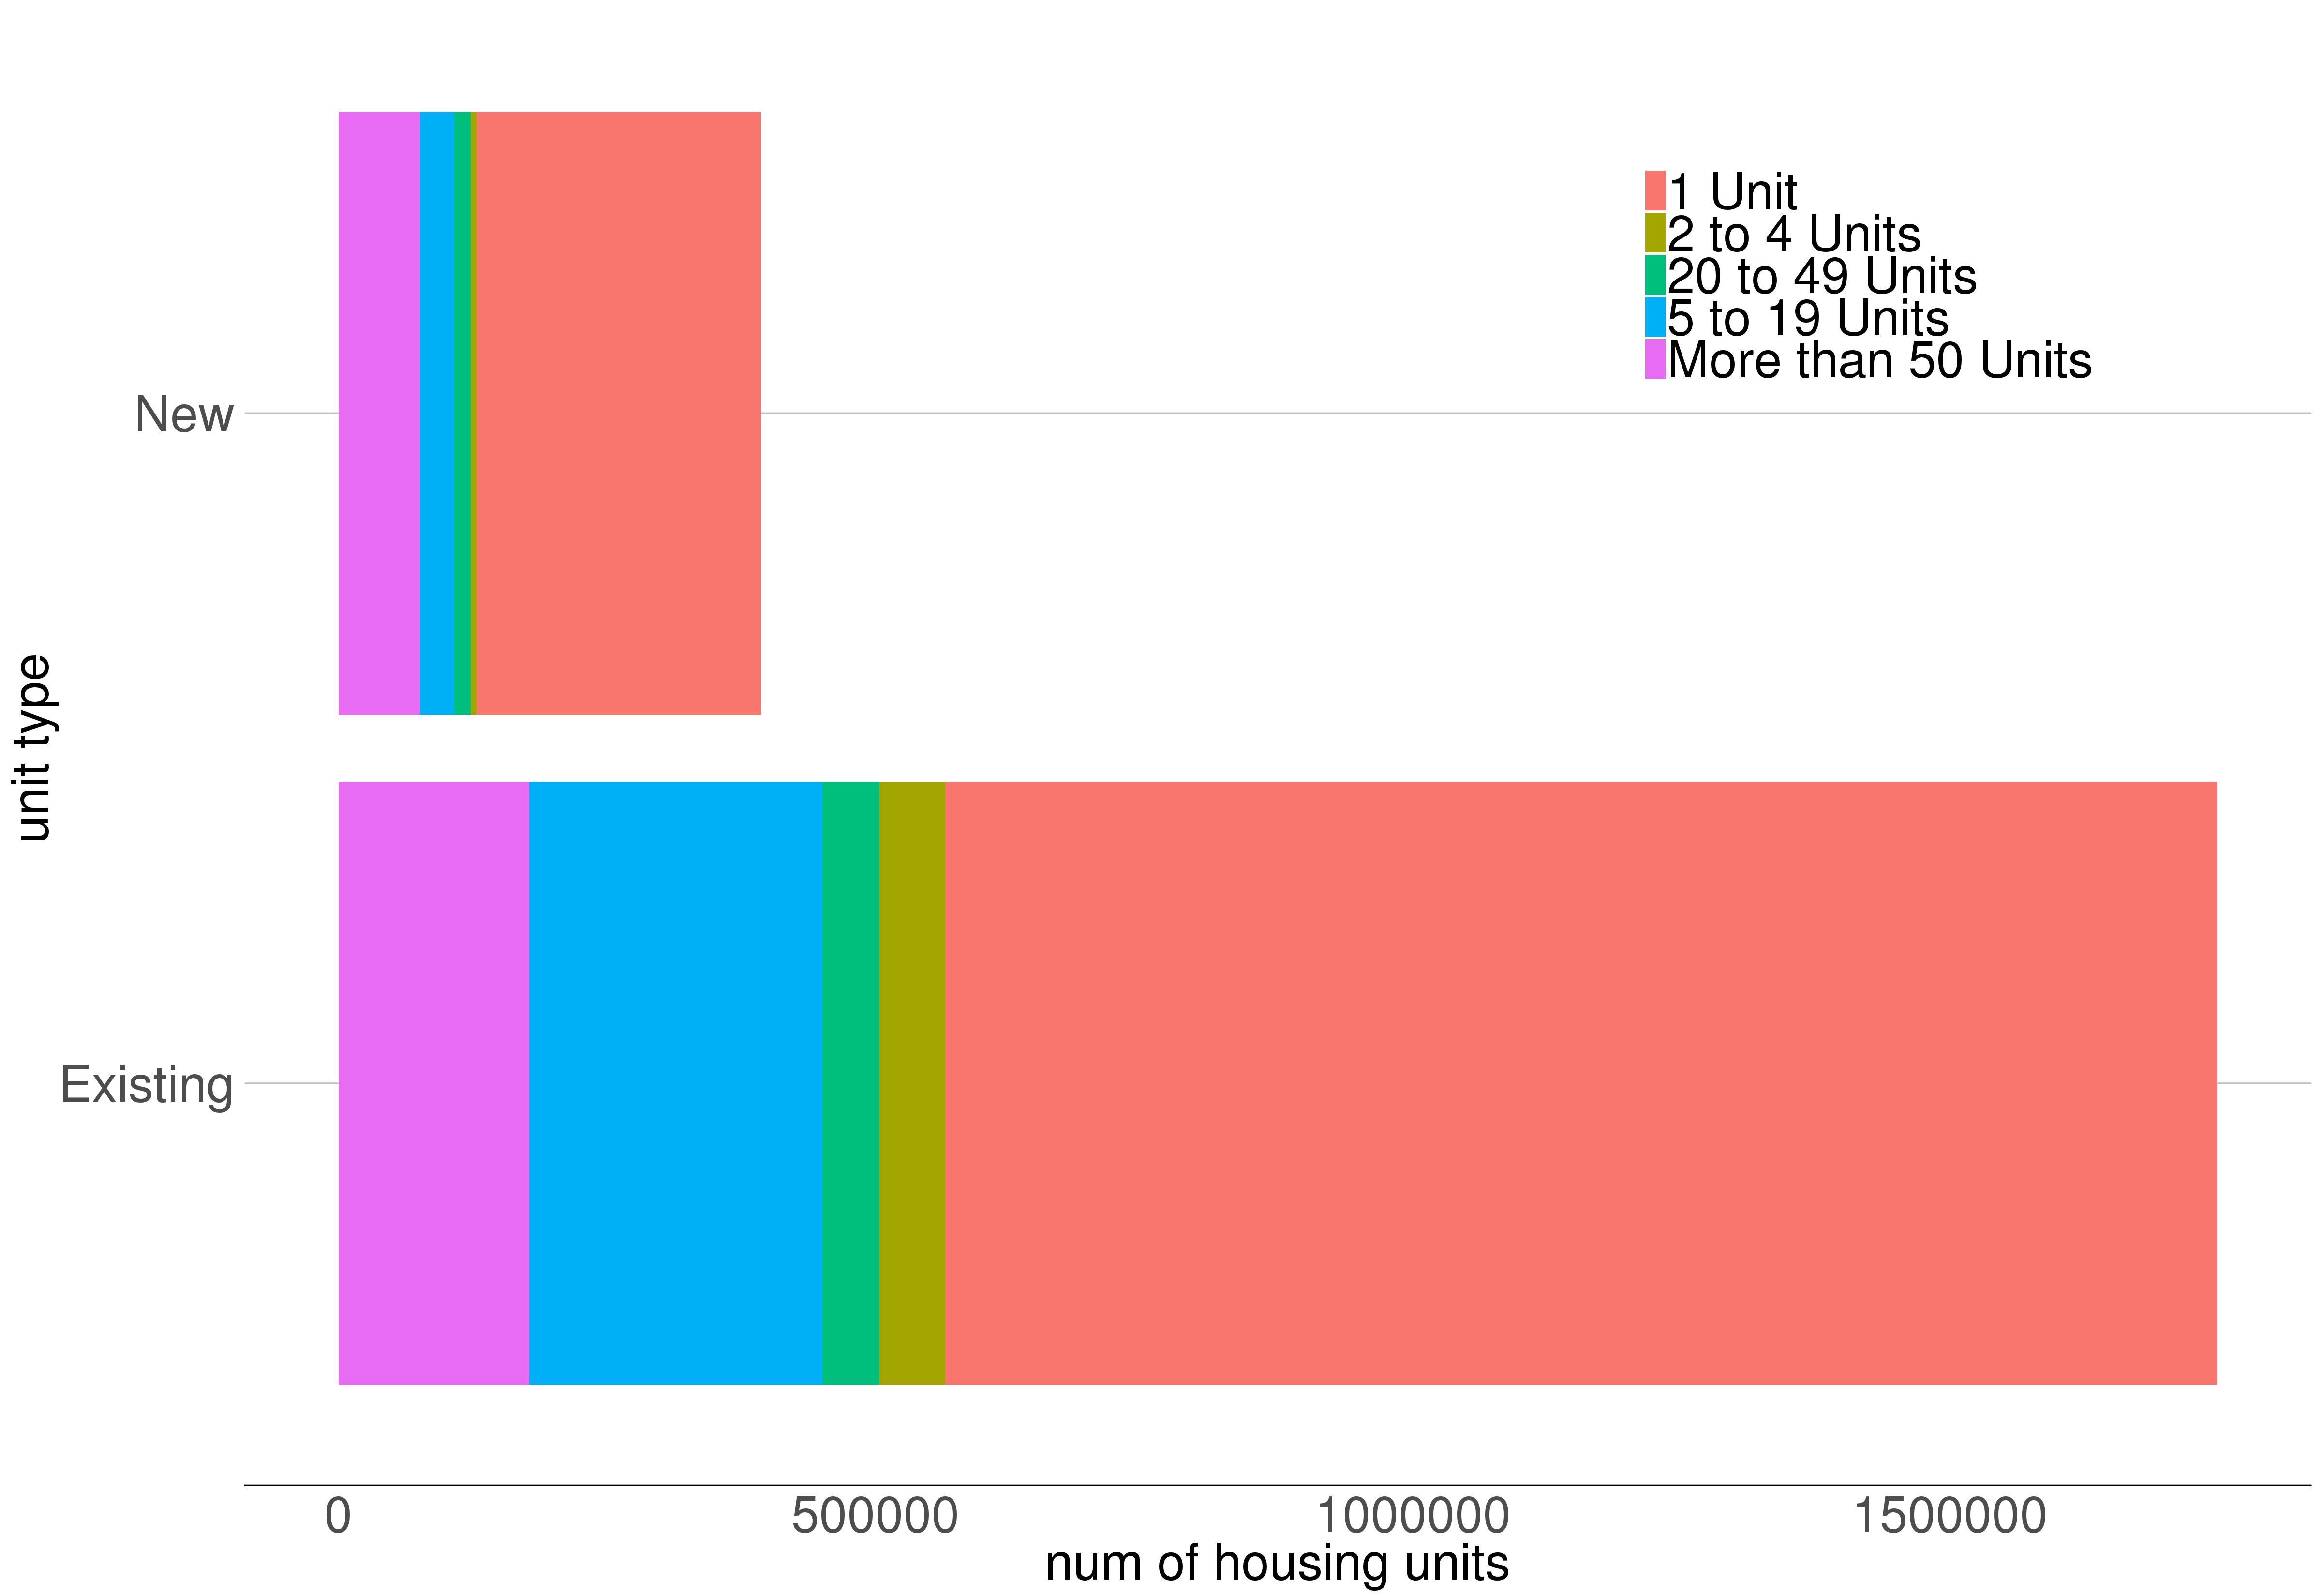 1 Unit
2 to 4 Units
20 to 49 Units
5 to 19 Units
More than 50 Units
New
unit type
Existing
0 500000 1000000 1500000
num of housing units